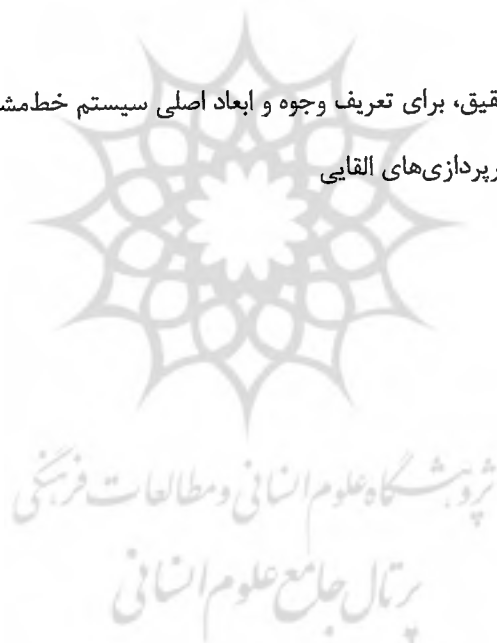 قیق، برای تعریف وجوه و ابعاد اصلی سیستم خط‌مش
رپردازی‌های القایی
پژوهشگاه علوم انسانی و مطالعات فرهنگی
پرتال جامع علوم انسانی